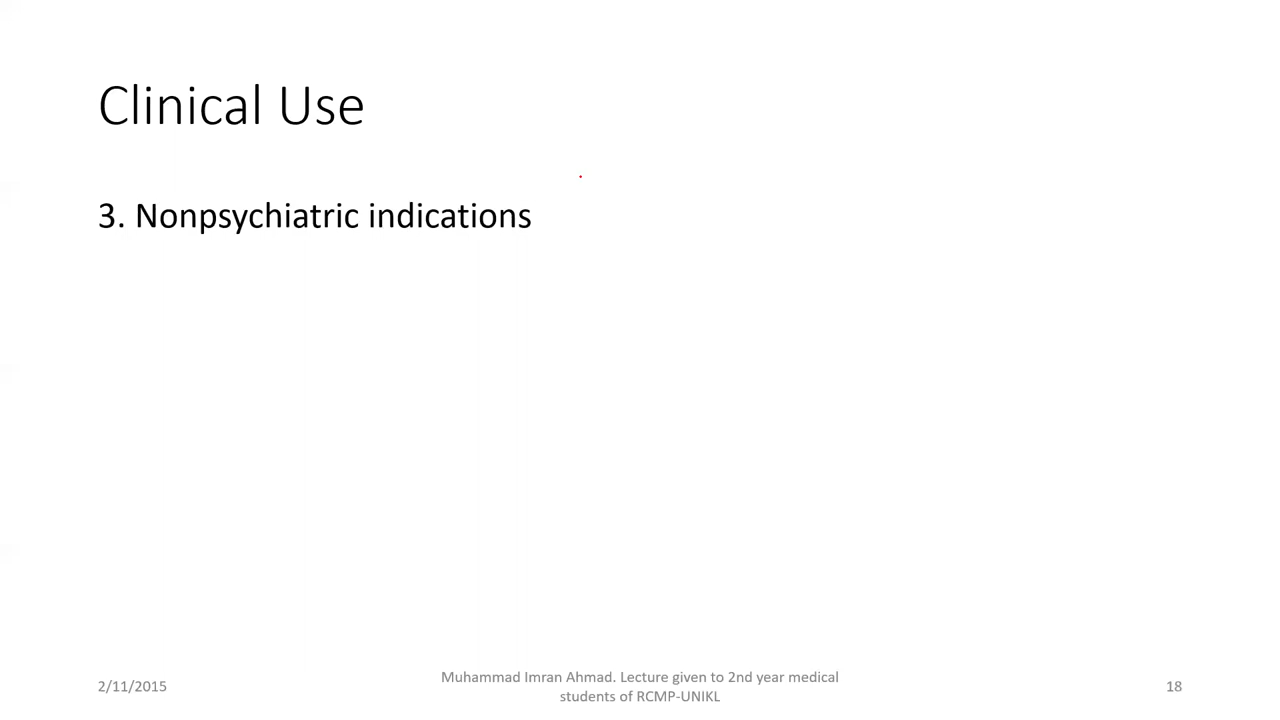 Clinical Use
3. Nonpsychiatric indications
2/11/2015
Muhammad Imran Ahmad. Lecture given to 2nd year medical
students of RCMP-UNIKL
18